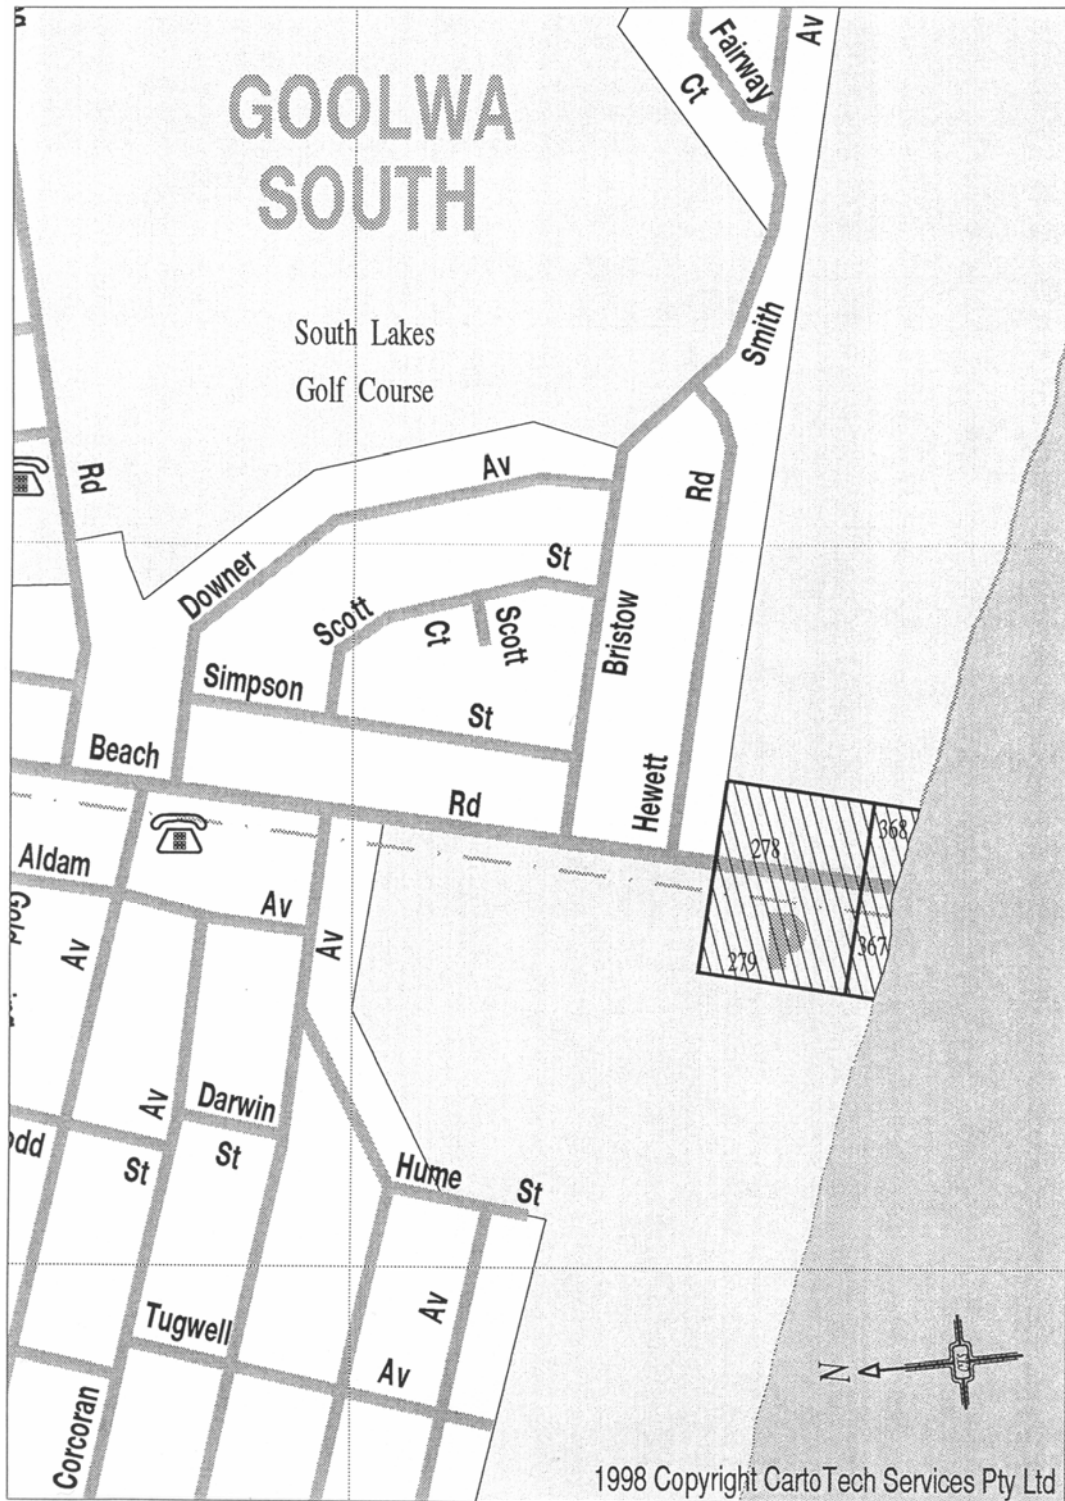 Av
Fairway
Ct
GOOLWA
SOUTH
South Lakes
Golf Course
Smith
Rd
Av
Rd
Downer
St
Scott
Ct
Scott
Bristow
Simpson
St
Beach
Rd
Hewett
278
368
279
367
Aldam
Av
Av
Av
Av
Darwin
St
St
Hume
St
Tugwell
Av
Av
Corcoran
N
1998 Copyright CartoTech Services Pty Ltd